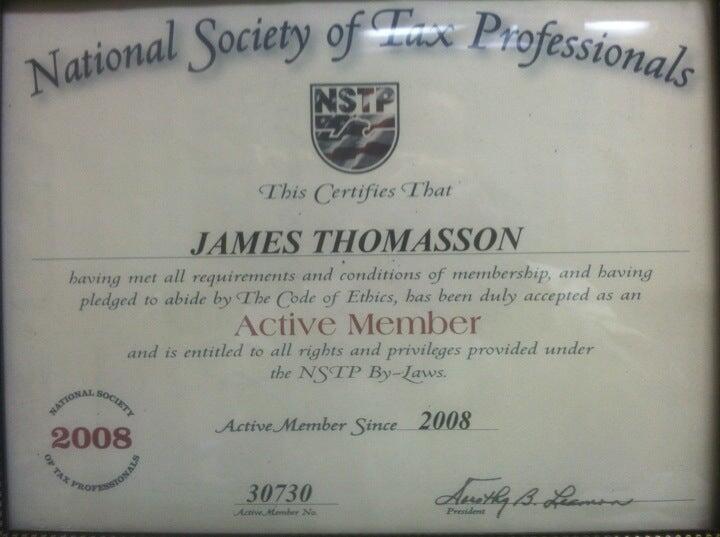 National Society of Tax Professionals
NSTP
This Certifies That
JAMES THOMASSON
having met all requirements and conditions of membership, and having
pledged to abide by The Code of Ethics, has been duly accepted as an
Active Member
and is entitled to all rights and privileges provided under
the NSTP By-Laws.
NATIONAL SOCIETY
2008
OF TAX PROFESSIONALS
Active Member Since 2008
30730
Active Member No.
Dorothy B. Leamon
President